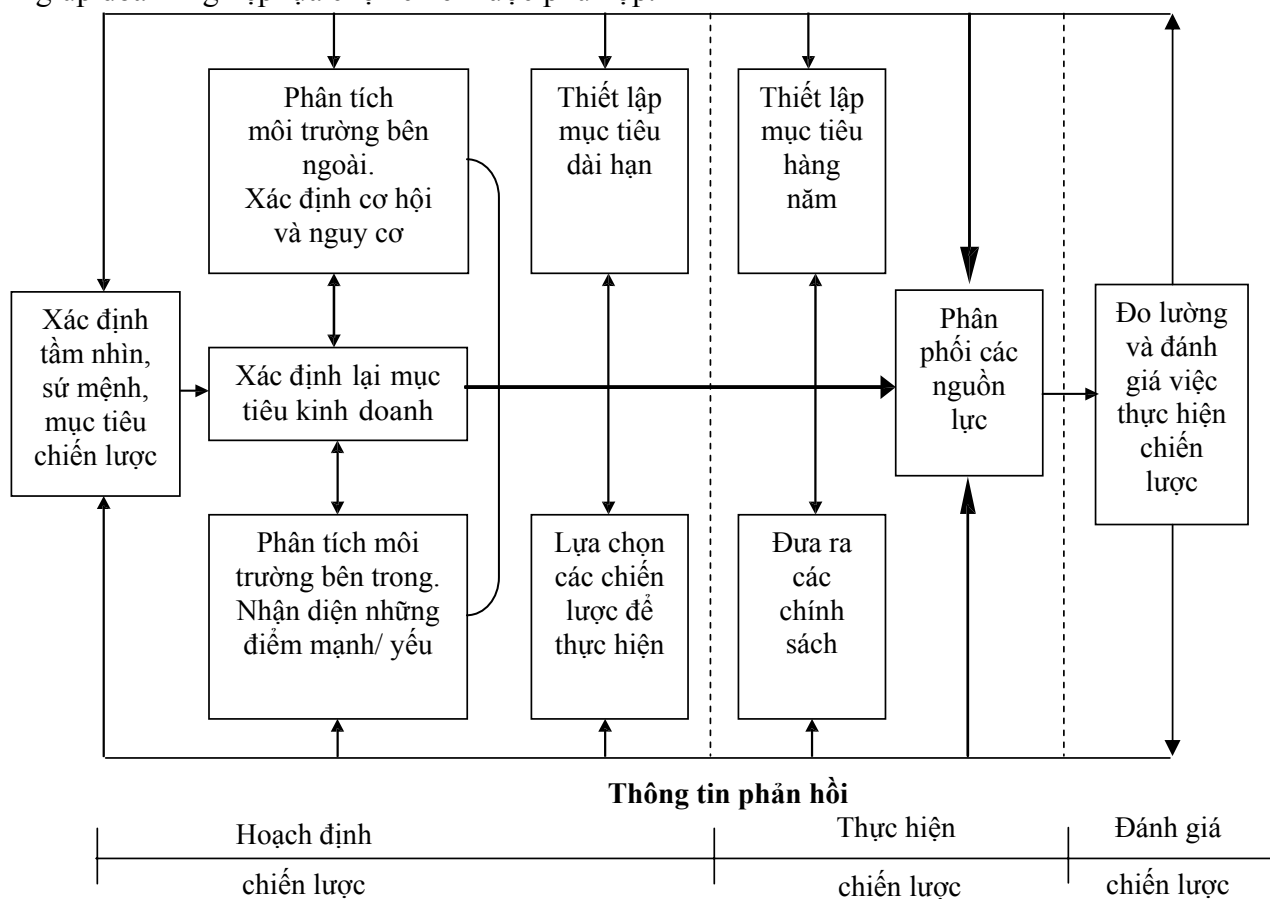 Phân tích
môi trường bên
ngoài.
Xác định cơ hội
và nguy cơ
Thiết lập
mục tiêu
dài hạn
Thiết lập
mục tiêu
hàng
năm
Xác định
tầm nhìn,
sứ mệnh,
mục tiêu
chiến lược
Xác định lại mục
tiêu kinh doanh
Phân
phối các
nguồn
lực
Đo lường
và đánh
giá việc
thực hiện
chiến
lược
Phân tích môi
trường bên trong.
Nhận diện những
điểm mạnh/ yếu
Lựa chọn
các chiến
lược để
thực hiện
Đưa ra
các
chính
sách
Thông tin phản hồi
Hoạch định
chiến lược
Thực hiện
chiến lược
Đánh giá
chiến lược